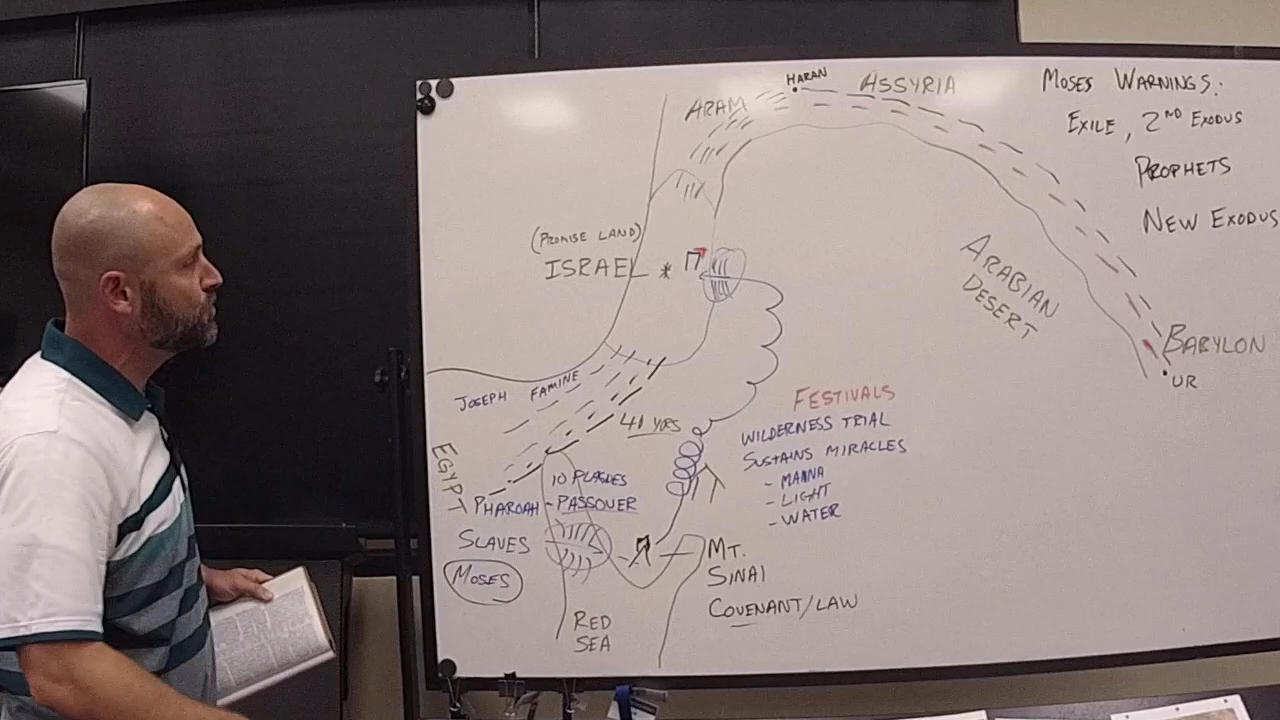 HARAN
ASSYRIA
ARAM
MOSES WARNINGS:
EXILE, 2ND EXODUS
PROPHETS
NEW EXODUS
(PROMISE LAND)
ISRAEL
ARABIAN
DESERT
BABYLON
UR
JOSEPH FAMINE
40 YRS
EGYPT
10 PLAGUES
PHAROAH - PASSOVER
SLAVES
MOSES
RED
SEA
MT.
SINAI
COVENANT/LAW
FESTIVALS
WILDERNESS TRIAL
SUSTAINS MIRACLES
- MANNA
- LIGHT
- WATER